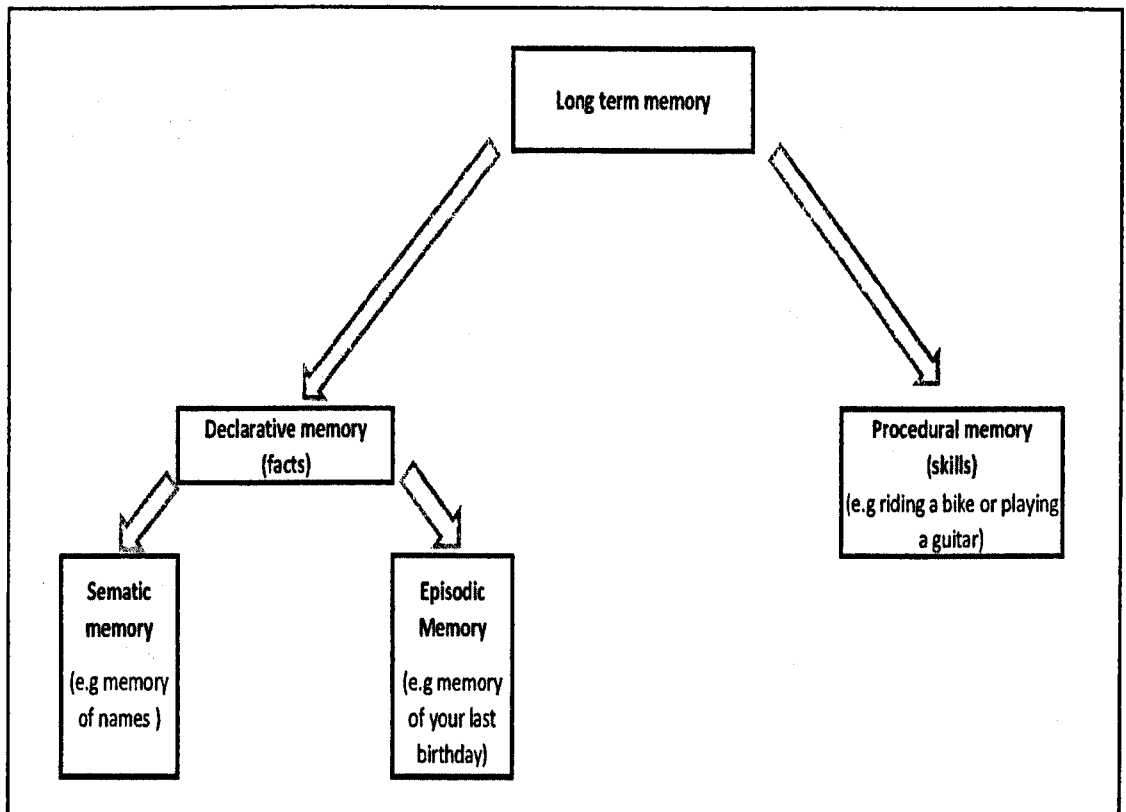 Long term memory
Declarative memory
(facts)
Procedural memory
(skills)
(e.g riding a bike or playing
a guitar)
Sematic
memory
(e.g memory
of names )
Episodic
Memory
(e.g memory
of your last
birthday)